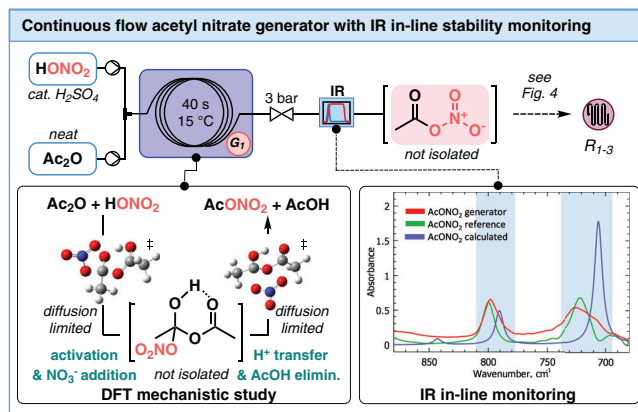 Continuous flow acetyl nitrate generator with IR in-line stability monitoring
HONO₂
cat. H₂SO₄
neat
Ac₂O
40 s
15 °C
G₁
3 bar
IR
O
O
O
N⁺
O⁻
not isolated
see
Fig. 4
R₁₋₃
Ac₂O + HONO₂
AcONO₂ + AcOH
‡
‡
diffusion
limited
H
O
O
O
O₂NO
not isolated
diffusion
limited
activation
& NO₃⁻ addition
H⁺ transfer
& AcOH elimin.
DFT mechanistic study
AcONO₂ generator
AcONO₂ reference
AcONO₂ calculated
Absorbance
2
1.5
1
0.5
0
850
800
750
700
Wavenumber, cm⁻¹
IR in-line monitoring